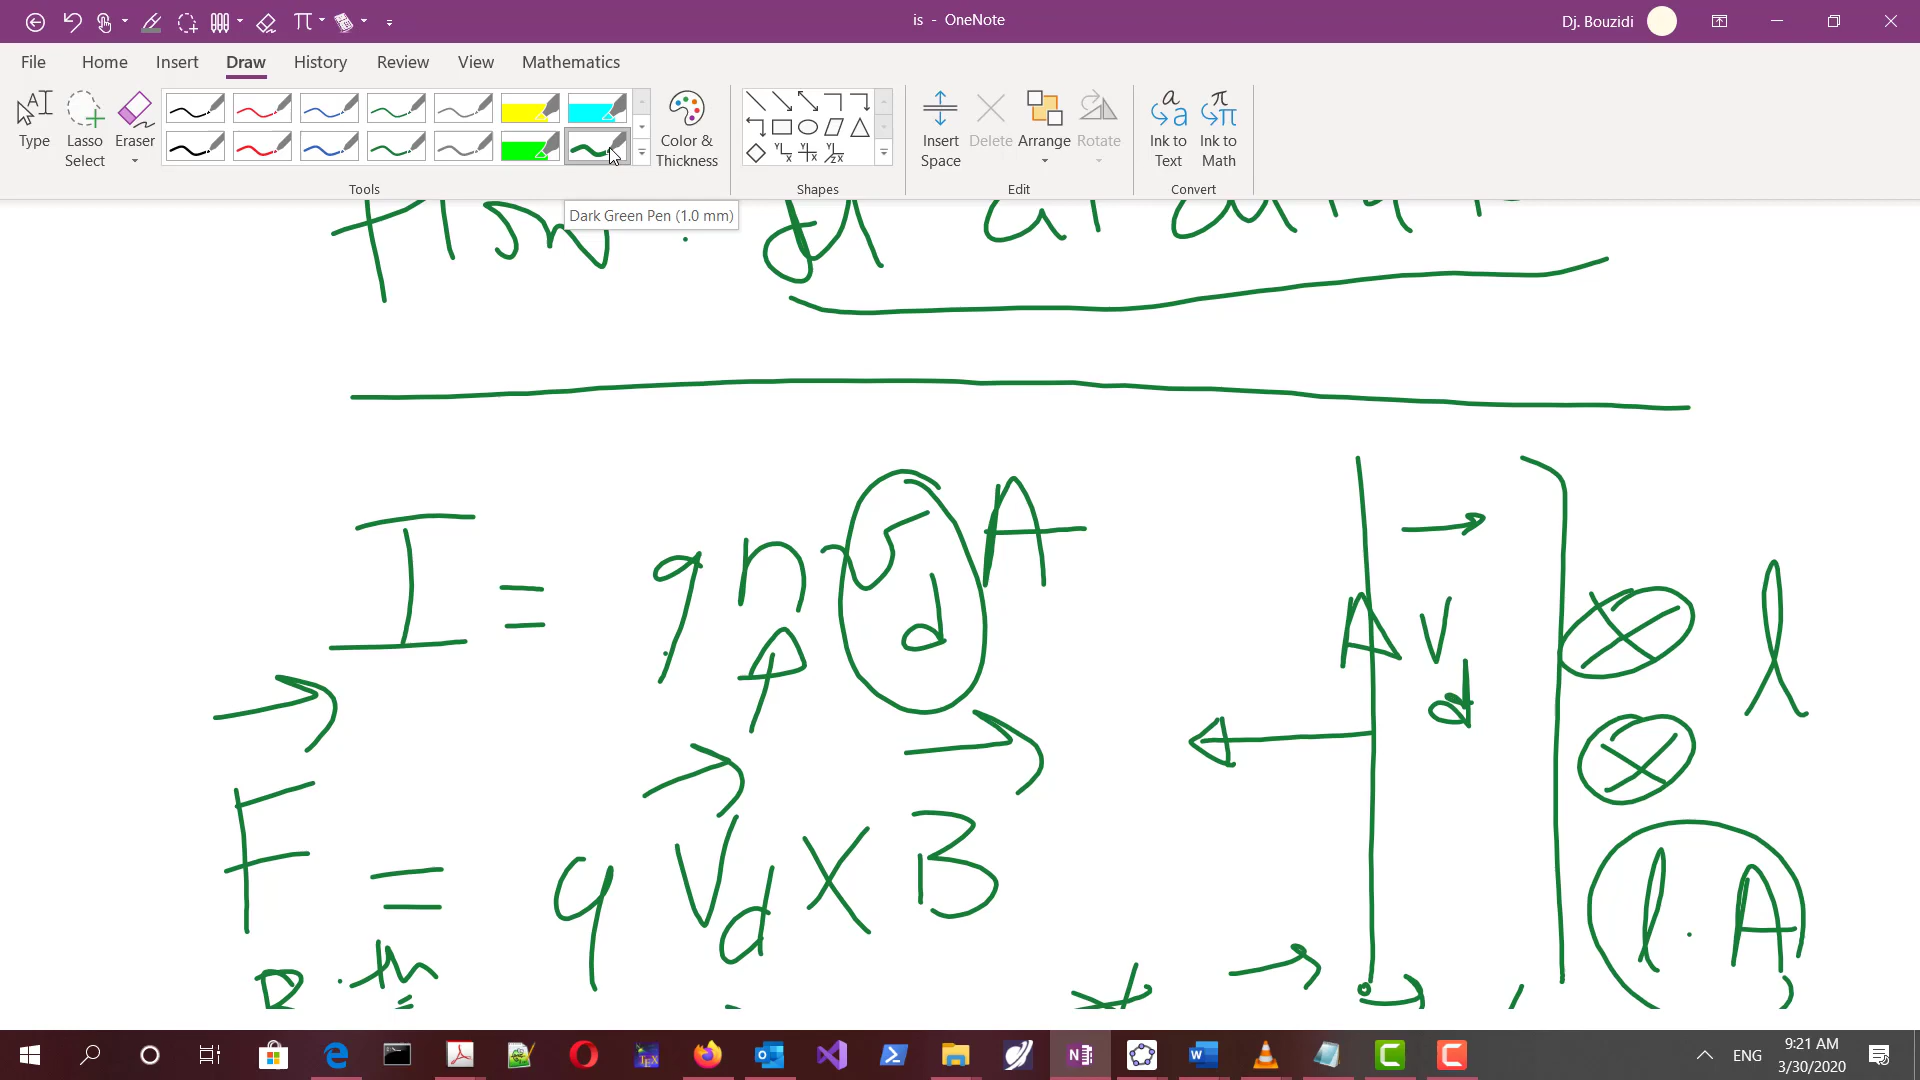 is - OneNote
Dj. Bouzidi
File Home Insert Draw History Review View Mathematics
Type
Lasso Select
Eraser
Color & Thickness
Insert Space
Delete
Arrange
Rotate
Ink to Text
Ink to Math
Tools
Shapes
Edit
Convert
Dark Green Pen (1.0 mm)
I = q n v d A
A v d
l
F = q V d X B
l . A
ENG
9:21 AM
3/30/2020